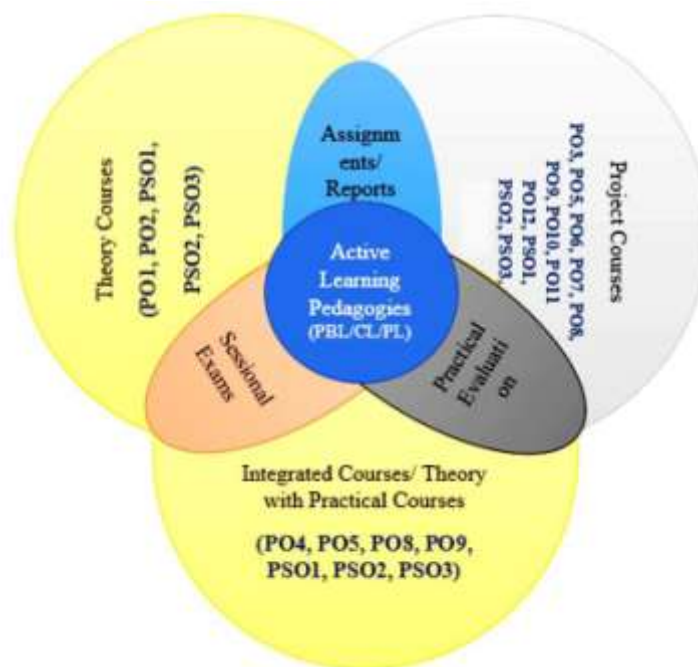 Assignm
ents/
Reports
Theory Courses
(PO1, PO2, PSO1,
PSO2, PSO3)
Project Courses
PO3, PO5, PO6, PO7, PO8,
PO9, PO10, PO11
PO12, PSO1,
PSO2, PSO3,
Active
Learning
Pedagogies
(PBL/CL/PL)
Sessional
Exams
Practical
Evaluati
on
Integrated Courses/ Theory
with Practical Courses
(PO4, PO5, PO8, PO9,
PSO1, PSO2, PSO3)